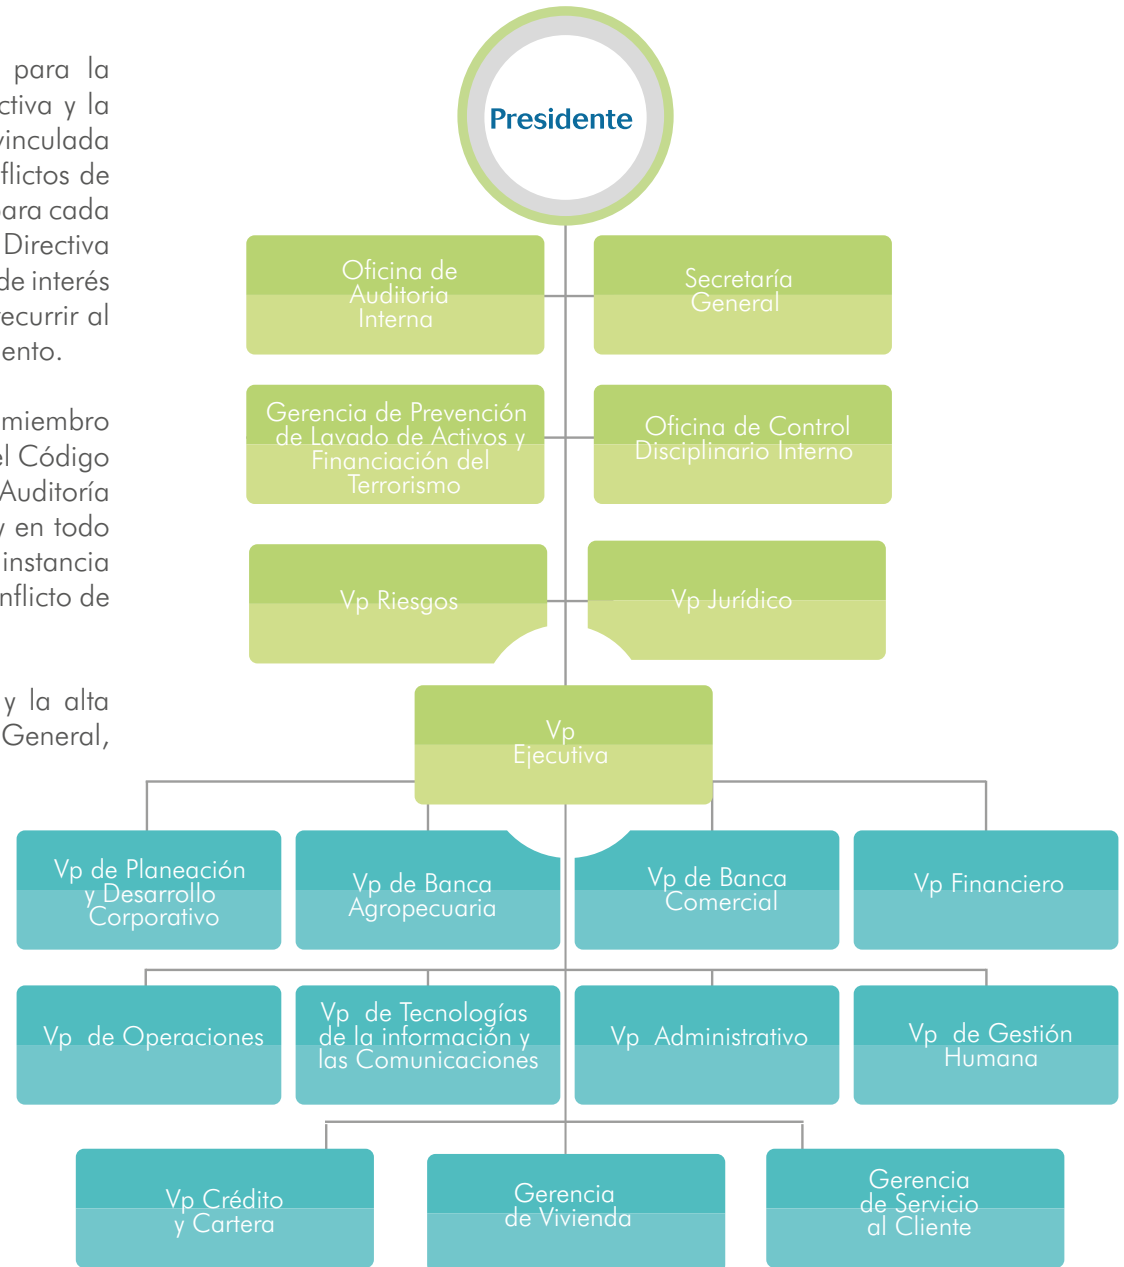 para la
ctiva y la
vinculada
flictos de
para cada
Directiva
de interés
recurrir al
ento.
miembro
el Código
Auditoría
y en todo
instancia
nflicto de
y la alta
General,
Presidente
Oficina de
Auditoria
Interna
Secretaría
General
Gerencia de Prevención
de Lavado de Activos y
Financiación del
Terrorismo
Oficina de Control
Disciplinario Interno
Vp Riesgos
Vp Jurídico
Vp
Ejecutiva
Vp de Planeación
y Desarrollo
Corporativo
Vp de Banca
Agropecuaria
Vp de Banca
Comercial
Vp Financiero
Vp de Operaciones
Vp de Tecnologías
de la información y
las Comunicaciones
Vp Administrativo
Vp de Gestión
Humana
Vp Crédito
y Cartera
Gerencia
de Vivienda
Gerencia
de Servicio
al Cliente